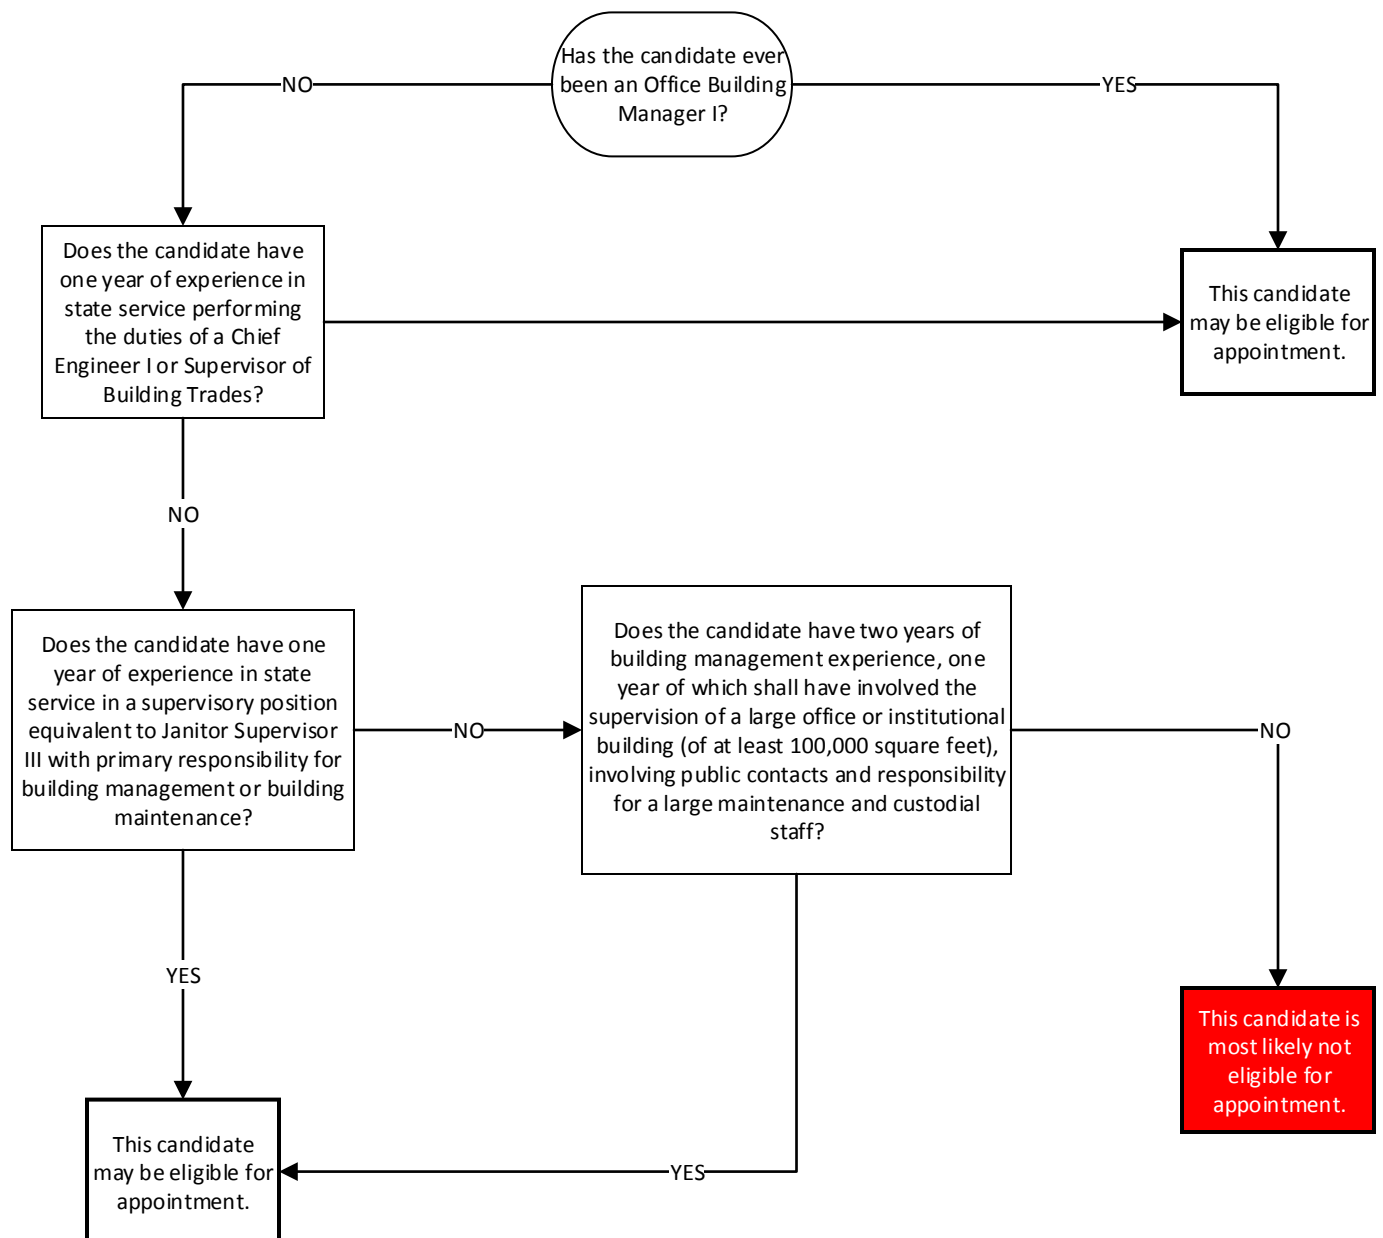 Has the candidate ever
been an Office Building
Manager I?
NO
YES
Does the candidate have
one year of experience in
state service performing
the duties of a Chief
Engineer I or Supervisor of
Building Trades?
This candidate
may be eligible for
appointment.
NO
Does the candidate have one
year of experience in state
service in a supervisory position
equivalent to Janitor Supervisor
III with primary responsibility for
building management or building
maintenance?
NO
Does the candidate have two years of
building management experience, one
year of which shall have involved the
supervision of a large office or institutional
building (of at least 100,000 square feet),
involving public contacts and responsibility
for a large maintenance and custodial
staff?
NO
YES
This candidate is
most likely not
eligible for
appointment.
This candidate
may be eligible for
appointment.
YES